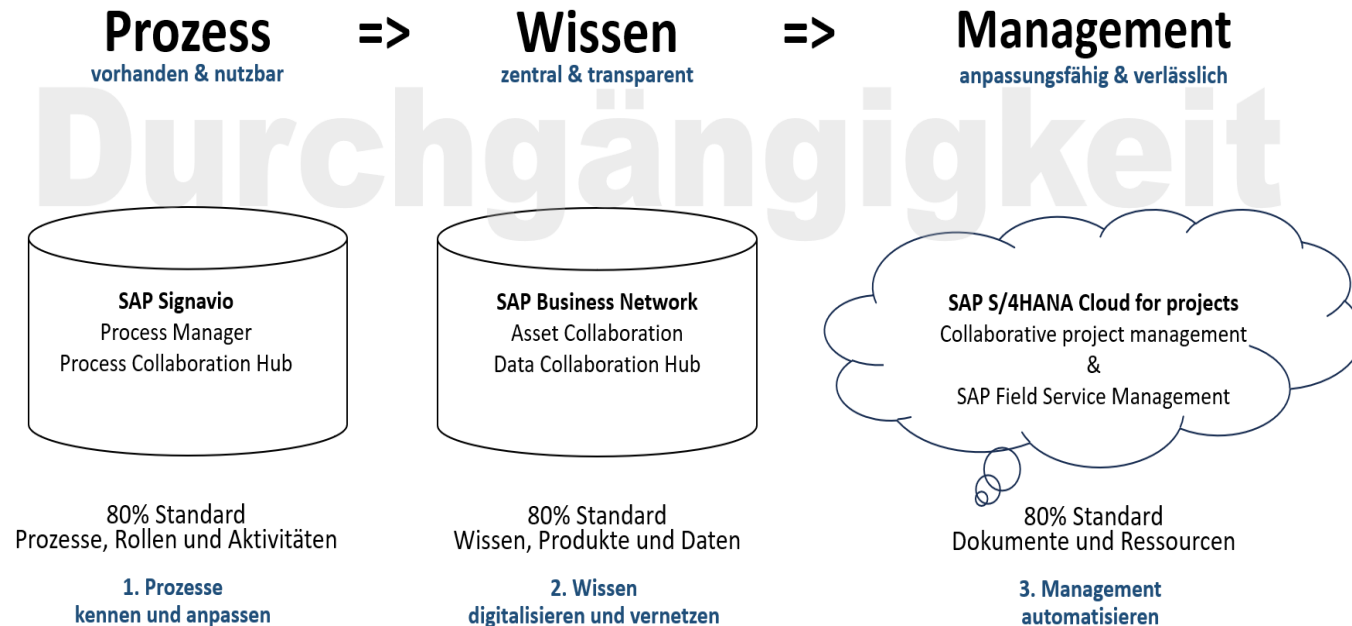 Prozess => Wissen => Management
vorhanden & nutzbar
zentral & transparent
anpassungsfähig & verlässlich
Durchgängigkeit
SAP Signavio
Process Manager
Process Collaboration Hub
SAP Business Network
Asset Collaboration
Data Collaboration Hub
SAP S/4HANA Cloud for projects
Collaborative project management
&
SAP Field Service Management
80% Standard
Prozesse, Rollen und Aktivitäten
80% Standard
Wissen, Produkte und Daten
80% Standard
Dokumente und Ressourcen
1. Prozesse
kennen und anpassen
2. Wissen
digitalisieren und vernetzen
3. Management
automatisieren